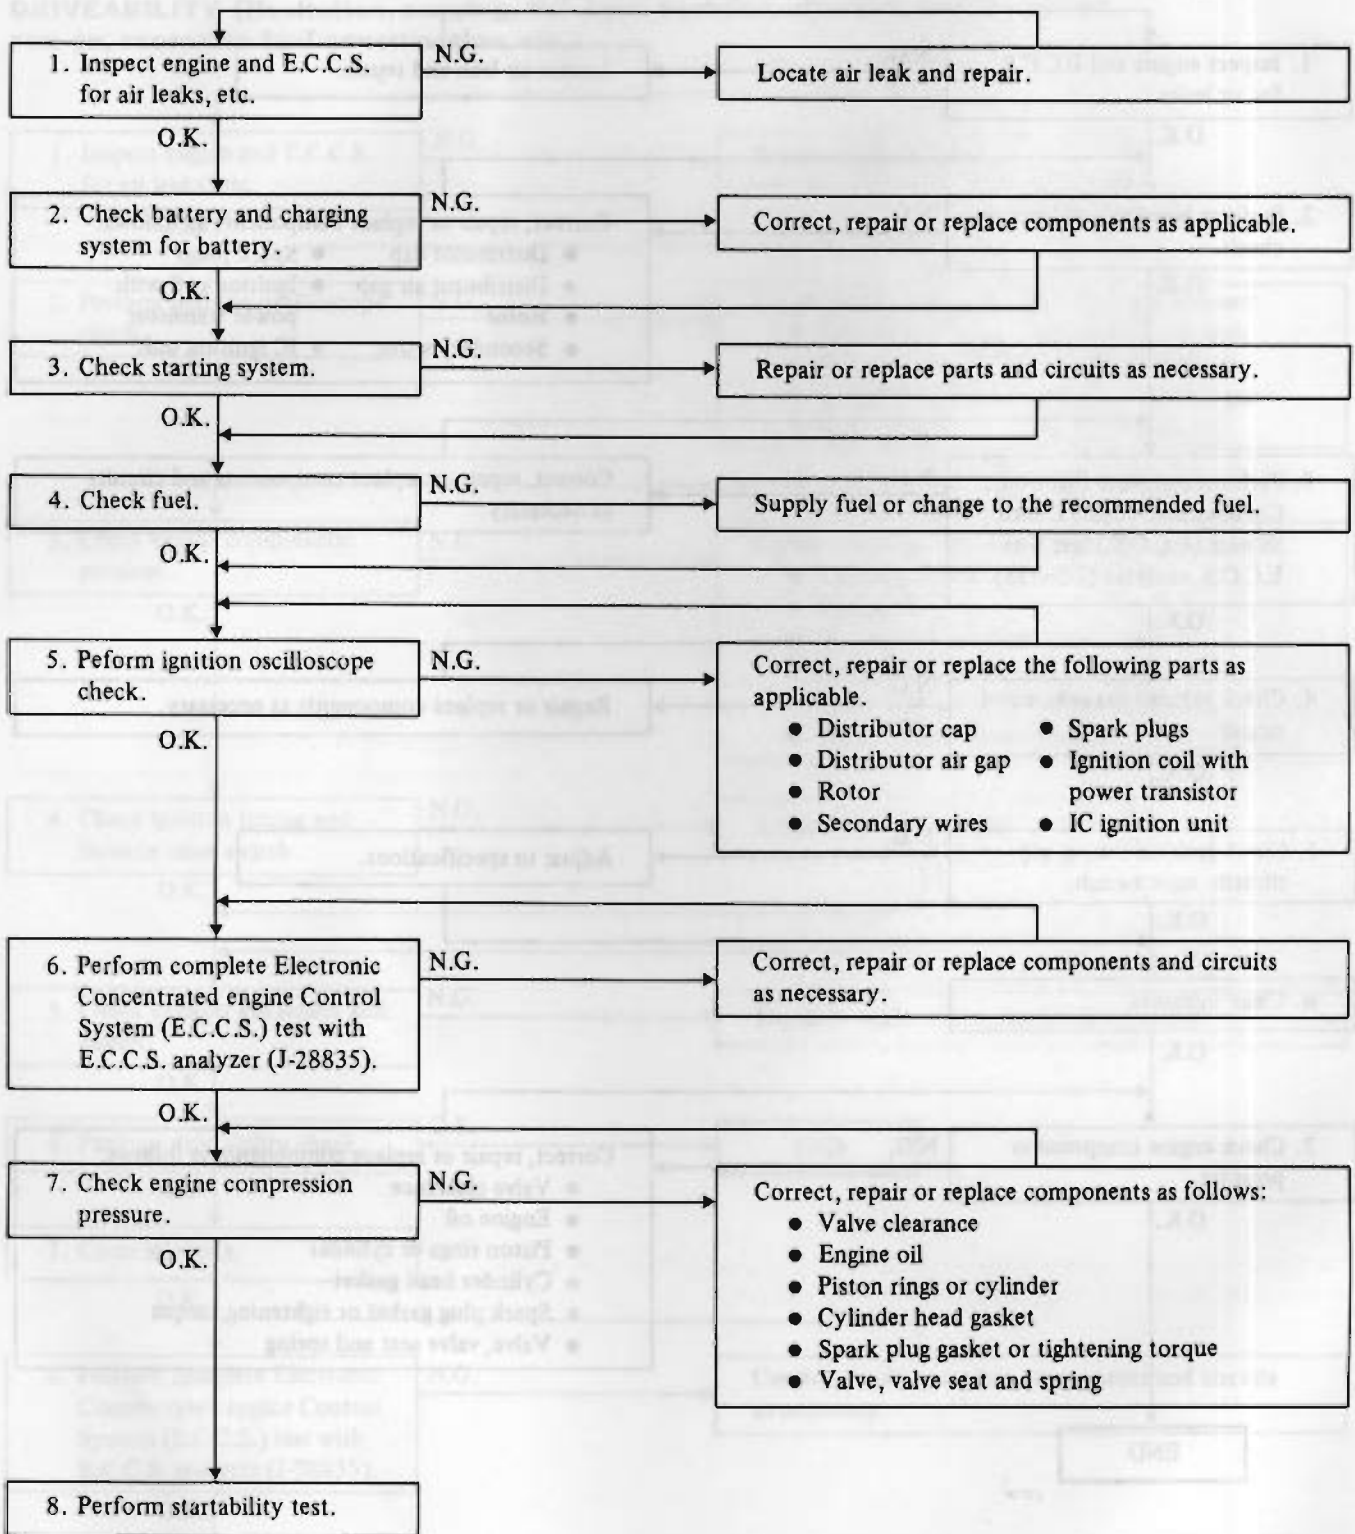 1. Inspect engine and E.C.C.S.
for air leaks, etc.
N.G.
Locate air leak and repair.
O.K.
2. Check battery and charging
system for battery.
N.G.
Correct, repair or replace components as applicable.
O.K.
3. Check starting system.
N.G.
Repair or replace parts and circuits as necessary.
O.K.
4. Check fuel.
N.G.
Supply fuel or change to the recommended fuel.
O.K.
5. Peform ignition oscilloscope
check.
N.G.
Correct, repair or replace the following parts as
applicable.
● Distributor cap ● Spark plugs
● Distributor air gap ● Ignition coil with
● Rotor power transistor
● Secondary wires ● IC ignition unit
O.K.
6. Perform complete Electronic
Concentrated engine Control
System (E.C.C.S.) test with
E.C.C.S. analyzer (J-28835).
N.G.
Correct, repair or replace components and circuits
as necessary.
O.K.
7. Check engine compression
pressure.
N.G.
Correct, repair or replace components as follows:
● Valve clearance
● Engine oil
● Piston rings or cylinder
● Cylinder head gasket
● Spark plug gasket or tightening torque
● Valve, valve seat and spring
O.K.
8. Perform startability test.